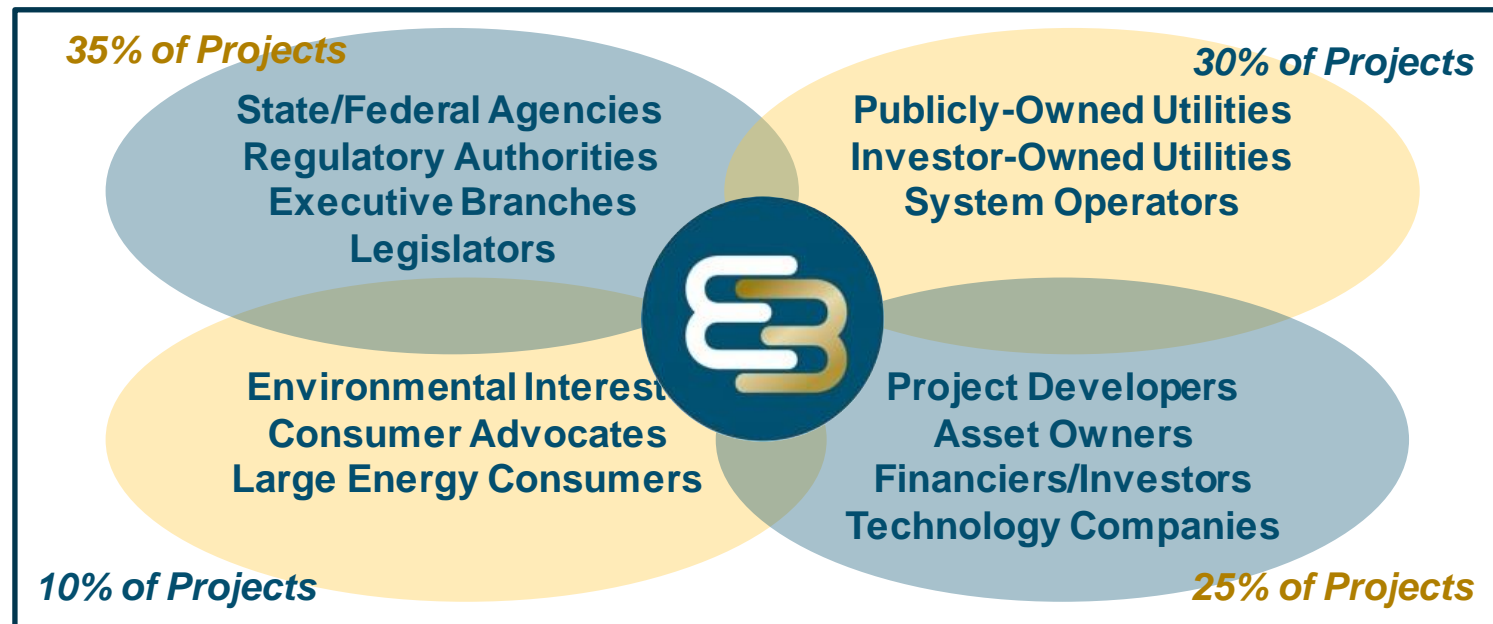 35% of Projects
State/Federal Agencies
Regulatory Authorities
Executive Branches
Legislators
30% of Projects
Publicly-Owned Utilities
Investor-Owned Utilities
System Operators
Environmental Interest
Consumer Advocates
Large Energy Consumers
10% of Projects
Project Developers
Asset Owners
Financiers/Investors
Technology Companies
25% of Projects